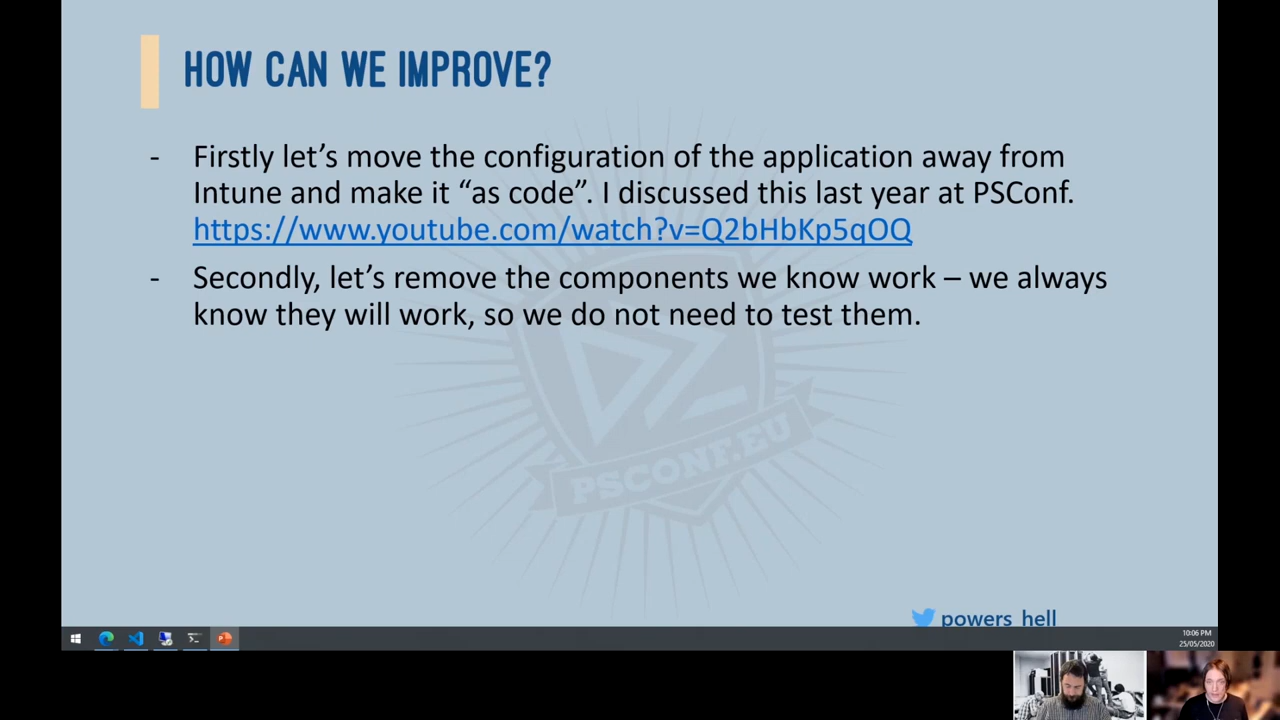 HOW CAN WE IMPROVE?
- Firstly let's move the configuration of the application away from
Intune and make it “as code”. I discussed this last year at PSConf.
https://www.youtube.com/watch?v=Q2bHbKp5qOQ
- Secondly, let's remove the components we know work – we always
know they will work, so we do not need to test them.
PSCONF.EU
powers_hell
10:06 PM
25/05/2020